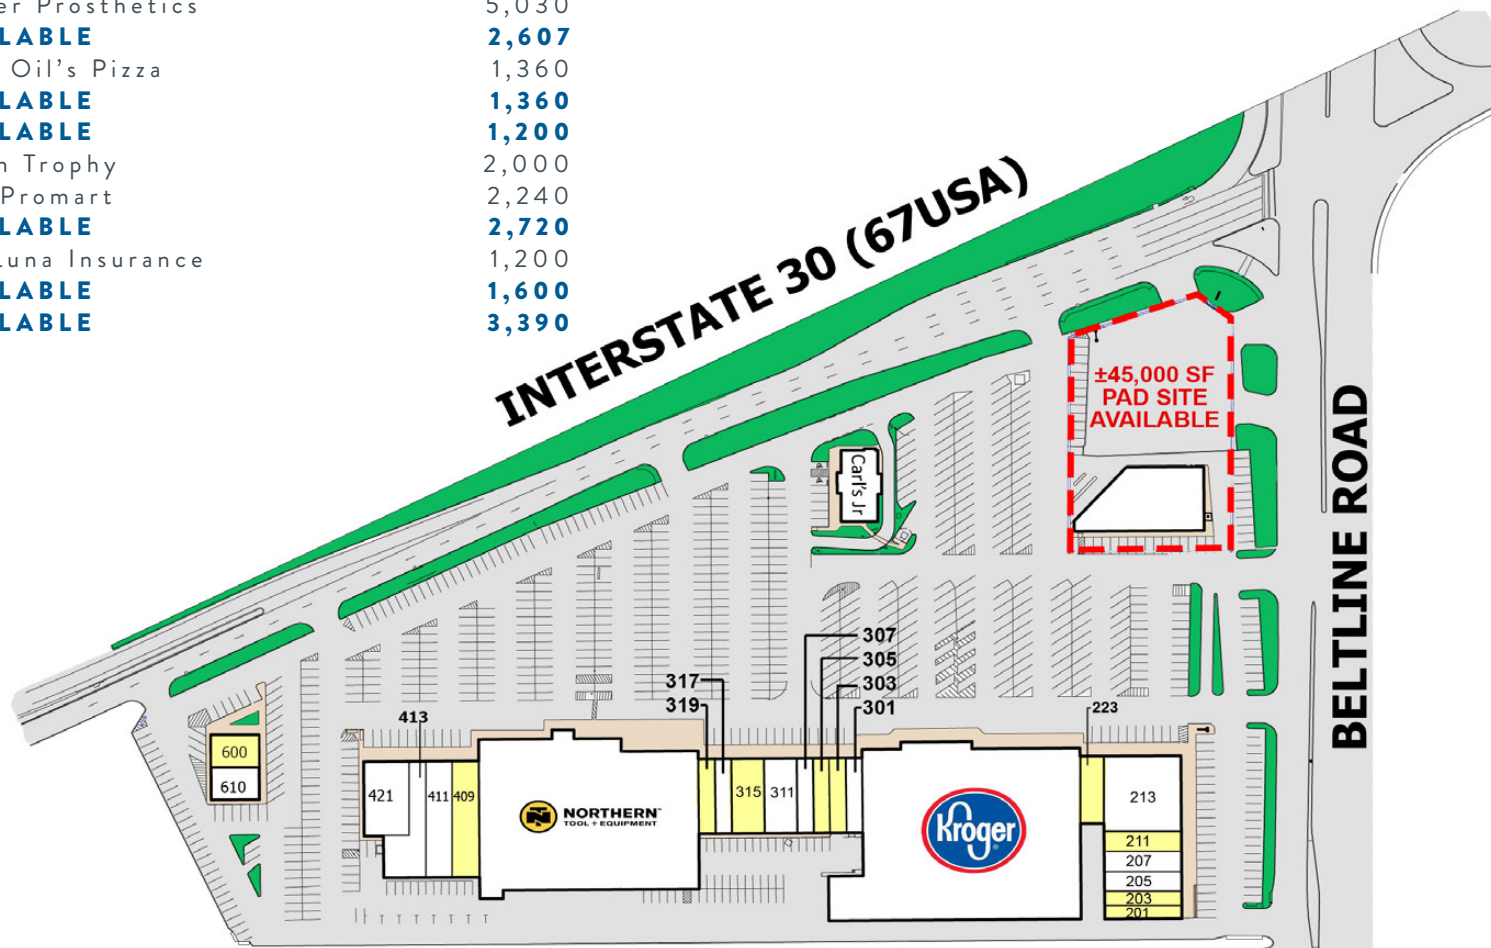 er Prosthetics 5,030
LABLE 2,607
Oil's Pizza 1,360
LABLE 1,360
LABLE 1,200
n Trophy 2,000
Promart 2,240
LABLE 2,720
Luna Insurance 1,200
LABLE 1,600
LABLE 3,390
INTERSTATE 30 (67USA)
±45,000 SF
PAD SITE
AVAILABLE
BELTLINE ROAD
Carl's Jr
307
305
303
301
317
319
223
413
600
610
421
411
409
NORTHERN
TOOL + EQUIPMENT
315
311
Kroger
213
211
207
205
203
201